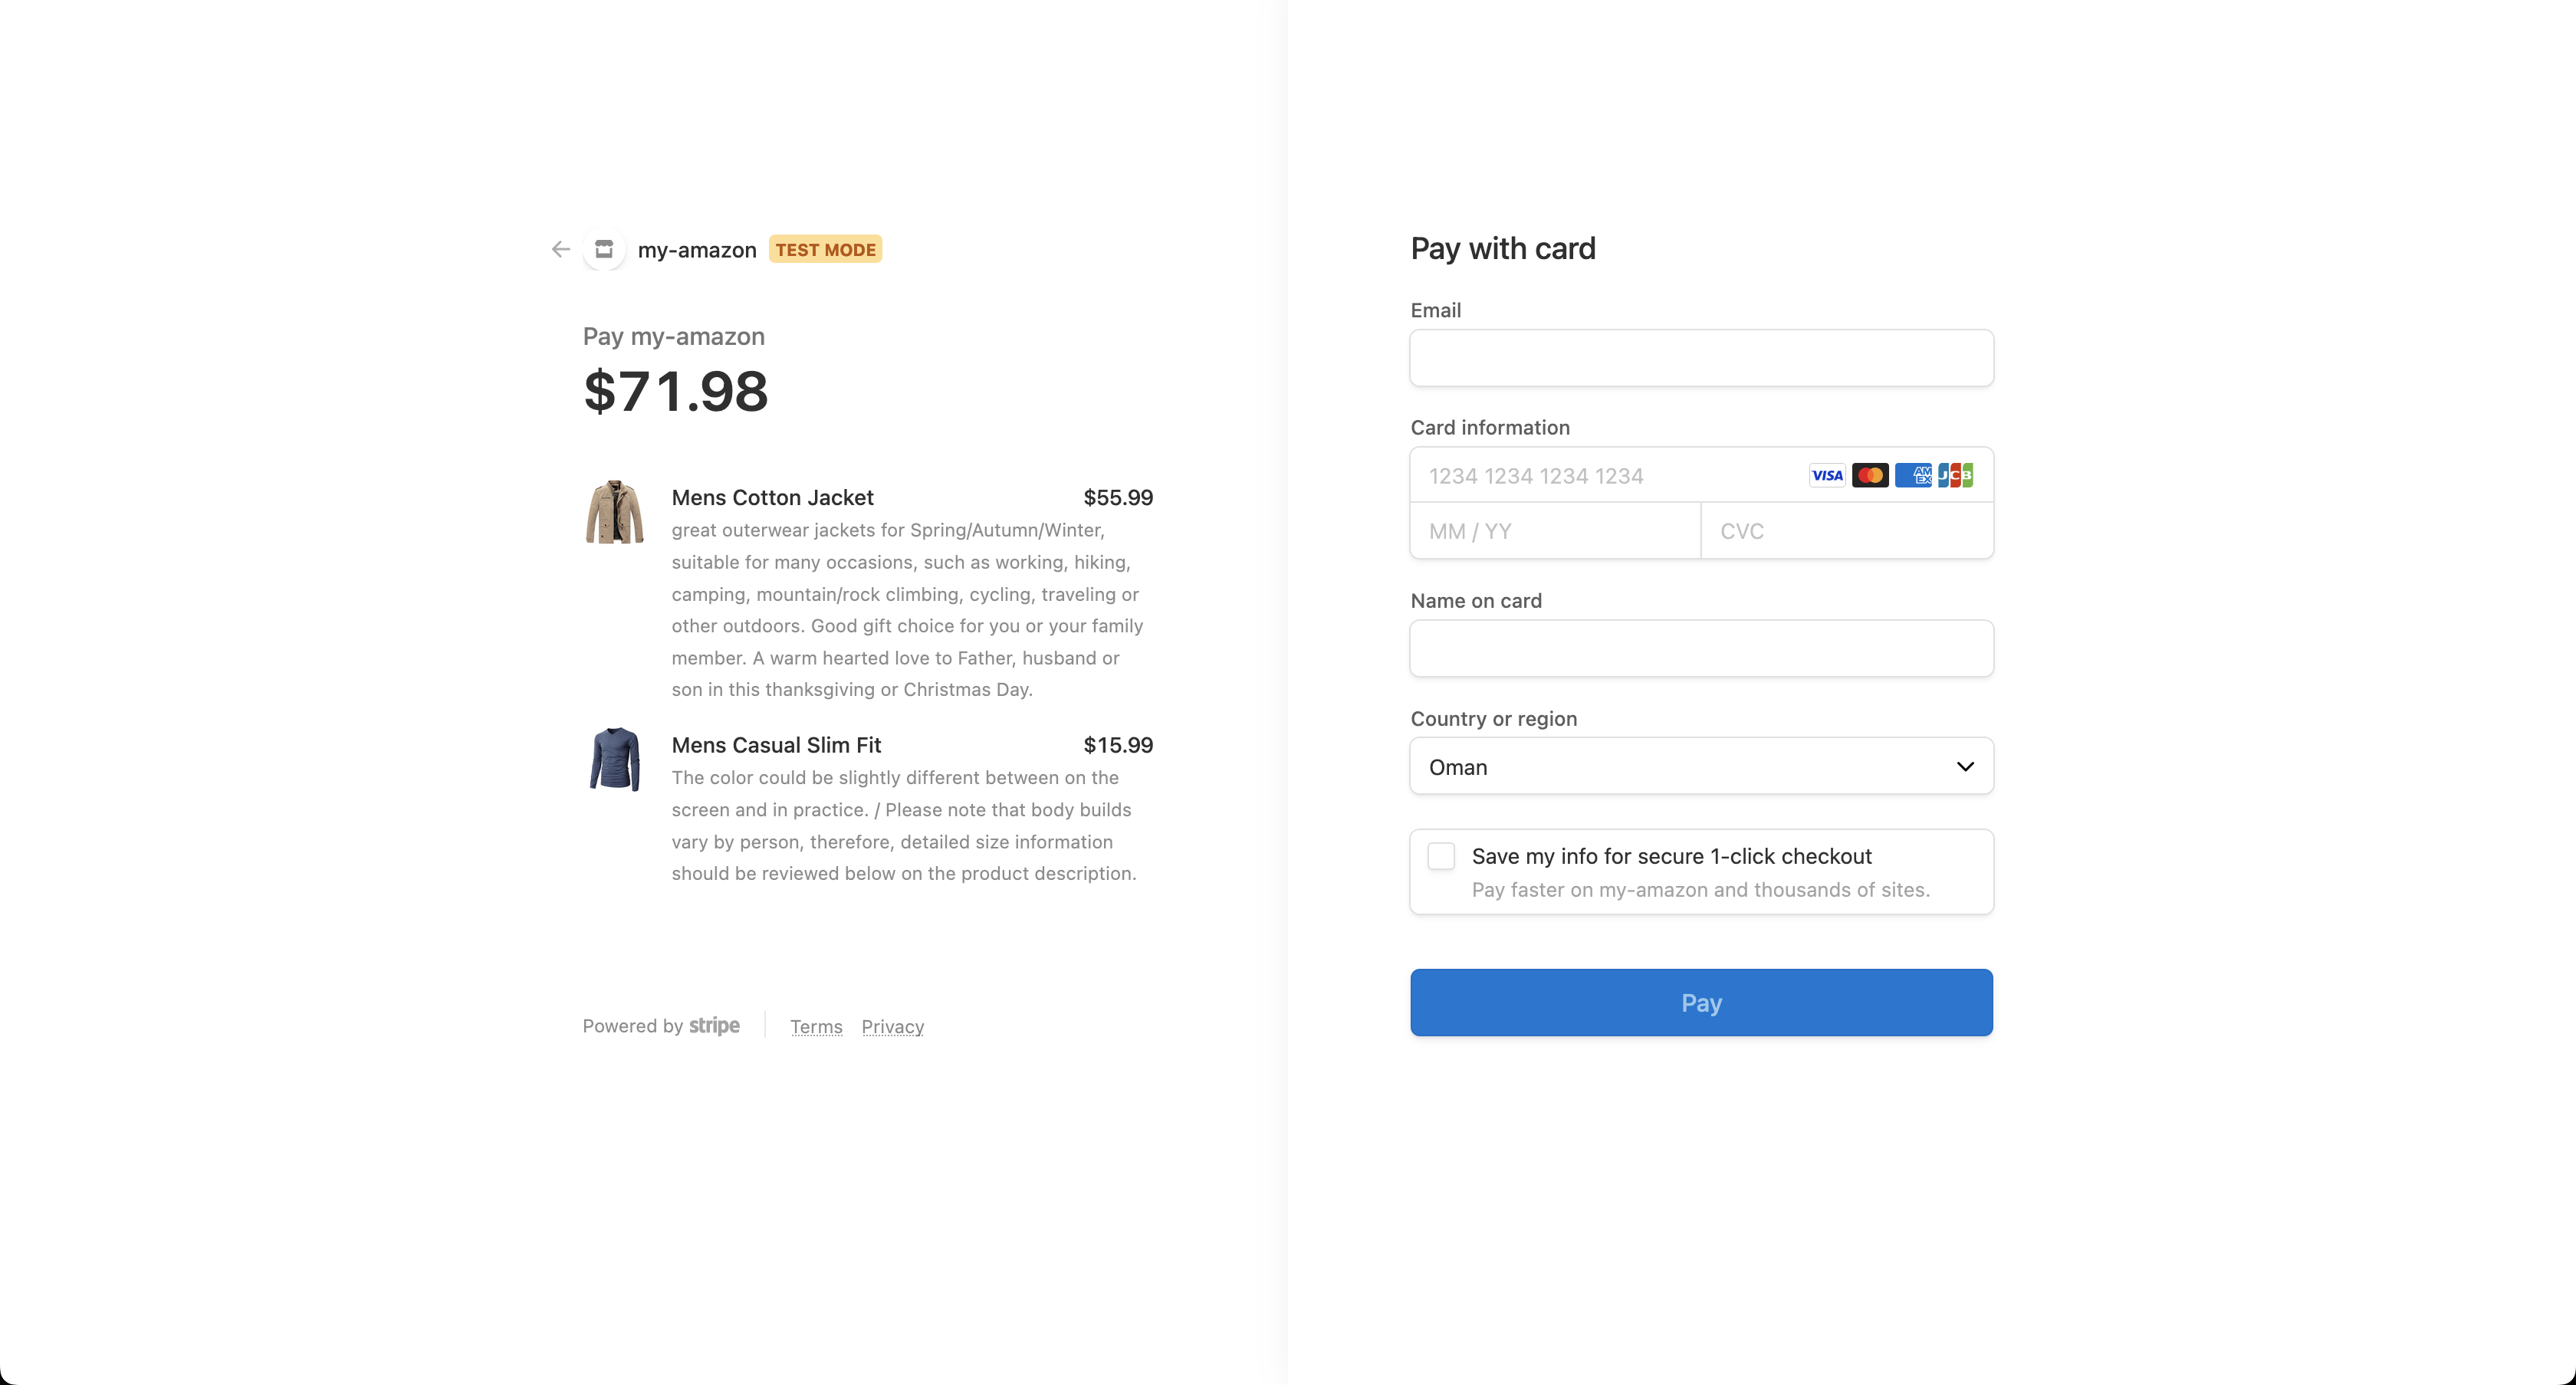 my-amazon TEST MODE
Pay my-amazon
$71.98
Mens Cotton Jacket $55.99
great outerwear jackets for Spring/Autumn/Winter,
suitable for many occasions, such as working, hiking,
camping, mountain/rock climbing, cycling, traveling or
other outdoors. Good gift choice for you or your family
member. A warm hearted love to Father, husband or
son in this thanksgiving or Christmas Day.
Mens Casual Slim Fit $15.99
The color could be slightly different between on the
screen and in practice. / Please note that body builds
vary by person, therefore, detailed size information
should be reviewed below on the product description.
Powered by stripe Terms Privacy
Pay with card
Email
Card information
1234 1234 1234 1234 VISA AMEX JCB
MM / YY CVC
Name on card
Country or region
Oman
Save my info for secure 1-click checkout
Pay faster on my-amazon and thousands of sites.
Pay